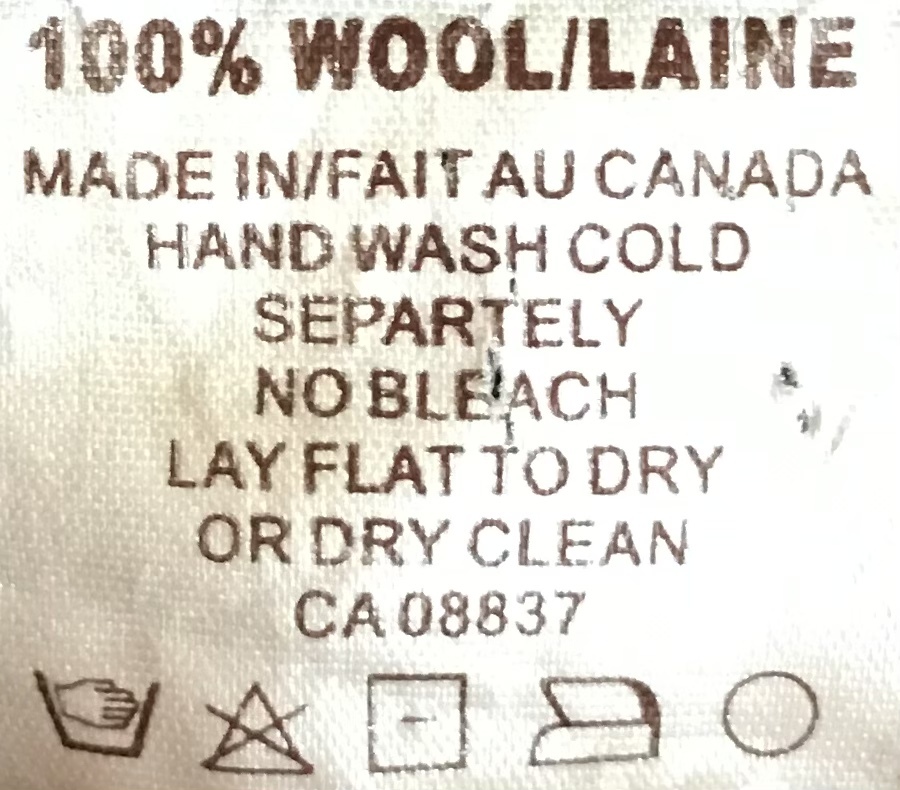 100% WOOL/LAINE
MADE IN/FAIT AU CANADA
HAND WASH COLD
SEPARTELY
NO BLEACH
LAY FLAT TO DRY
OR DRY CLEAN
CA 08837